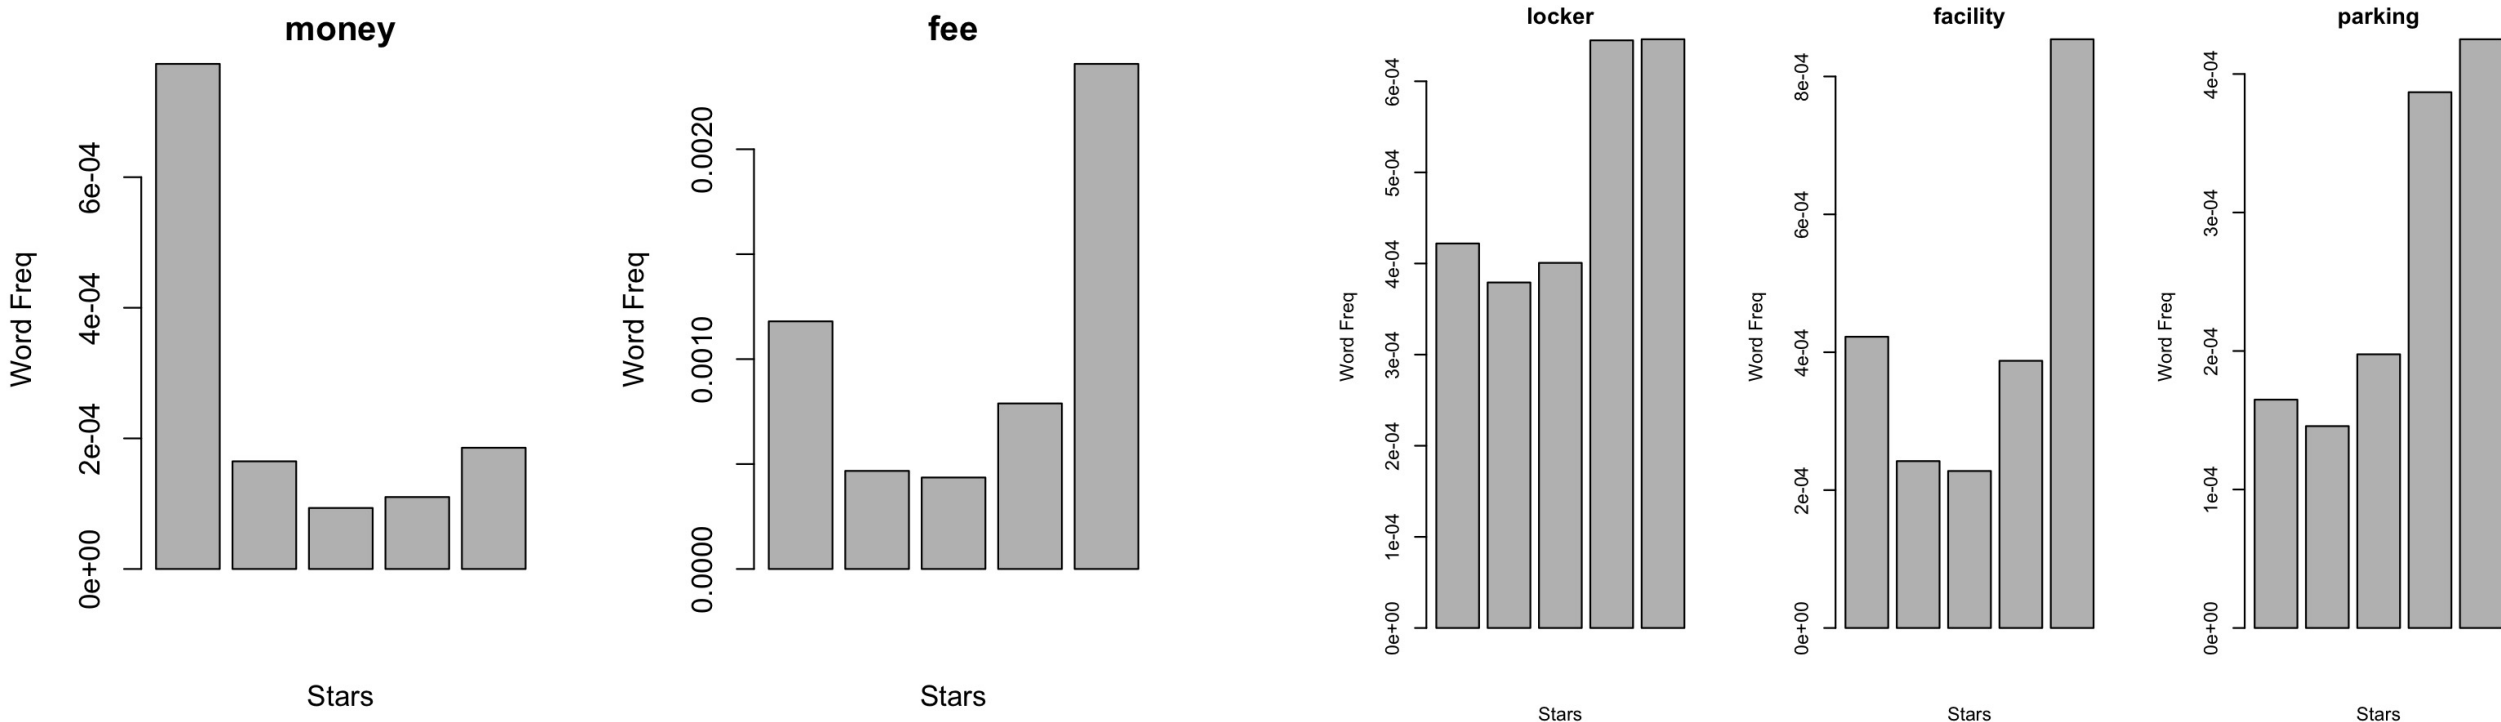 money
Word Freq
0e+00
2e-04
4e-04
6e-04
Stars
fee
Word Freq
0.0000
0.0010
0.0020
Stars
locker
Word Freq
0e+00
1e-04
2e-04
3e-04
4e-04
5e-04
6e-04
Stars
facility
Word Freq
0e+00
2e-04
4e-04
6e-04
8e-04
Stars
parking
Word Freq
0e+00
1e-04
2e-04
3e-04
4e-04
Stars